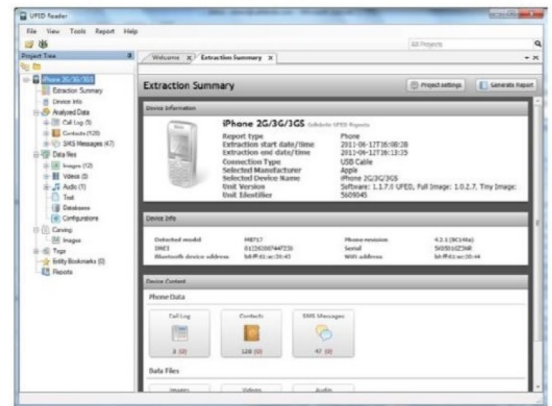 UFED Reader
File View Tools Report Help
All Projects
Project Tree
Welcome x Extraction Summary x
iPhone 2G/3G/3GS
Extraction Summary
Device Info
Analyzed Data
Call Log (3)
Contacts (128)
SMS Messages (47)
Data files
Images (12)
Videos (5)
Audio (1)
Text
Databases
Configurations
Carving
Images
Tags
Entity Bookmarks (0)
Reports
Extraction Summary
Project settings
Generate Report
Device Information
iPhone 2G/3G/3GS Cellebrite UFED Reports
Report type Phone
Extraction start date/time 2011-06-12T16:08:28
Extraction end date/time 2011-06-12T16:13:35
Connection Type USB Cable
Selected Manufacturer Apple
Selected Device Name iPhone 2G/3G/3GS
Unit Version Software: 1.1.7.0 UFED, Full Image: 1.0.2.7, Tiny Image:
Unit Identifier 5609045
Device Info
Detected model MB717 Phone revision
IMEI Serial
Bluetooth device address WiFi address
Device Content
Phone Data
Call Log Contacts SMS Messages
3 (0) 128 (0) 47 (0)
Data Files
Images Videos Audio